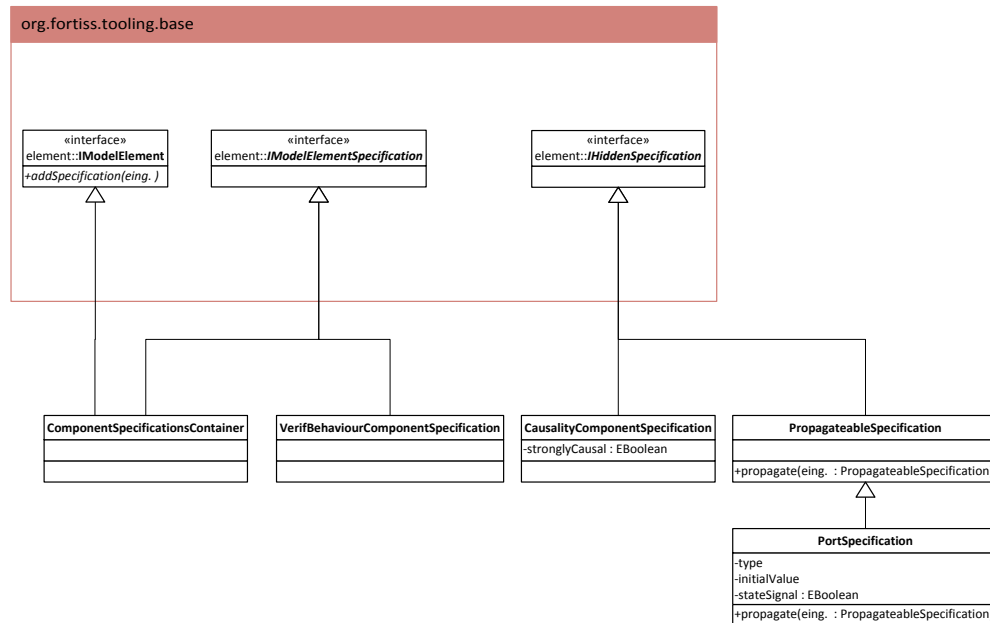 org.fortiss.tooling.base
«interface»
element::IModelElement
+addSpecification(eing. )
«interface»
element::IModelElementSpecification
«interface»
element::IHiddenSpecification
ComponentSpecificationsContainer
VerifBehaviourComponentSpecification
CausalityComponentSpecification
-stronglyCausal : EBoolean
PropagateableSpecification
+propagate(eing. : PropagateableSpecification
PortSpecification
-type
-initialValue
-stateSignal : EBoolean
+propagate(eing. : PropagateableSpecification